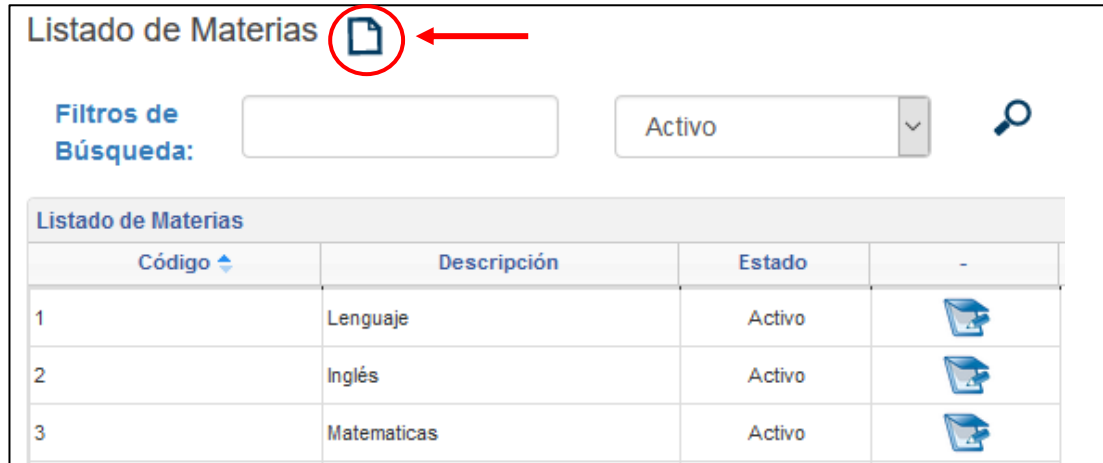 Listado de Materias
Filtros de
Búsqueda:
Activo
Listado de Materias
Código Descripción Estado -
1 Lenguaje Activo
2 Inglés Activo
3 Matematicas Activo